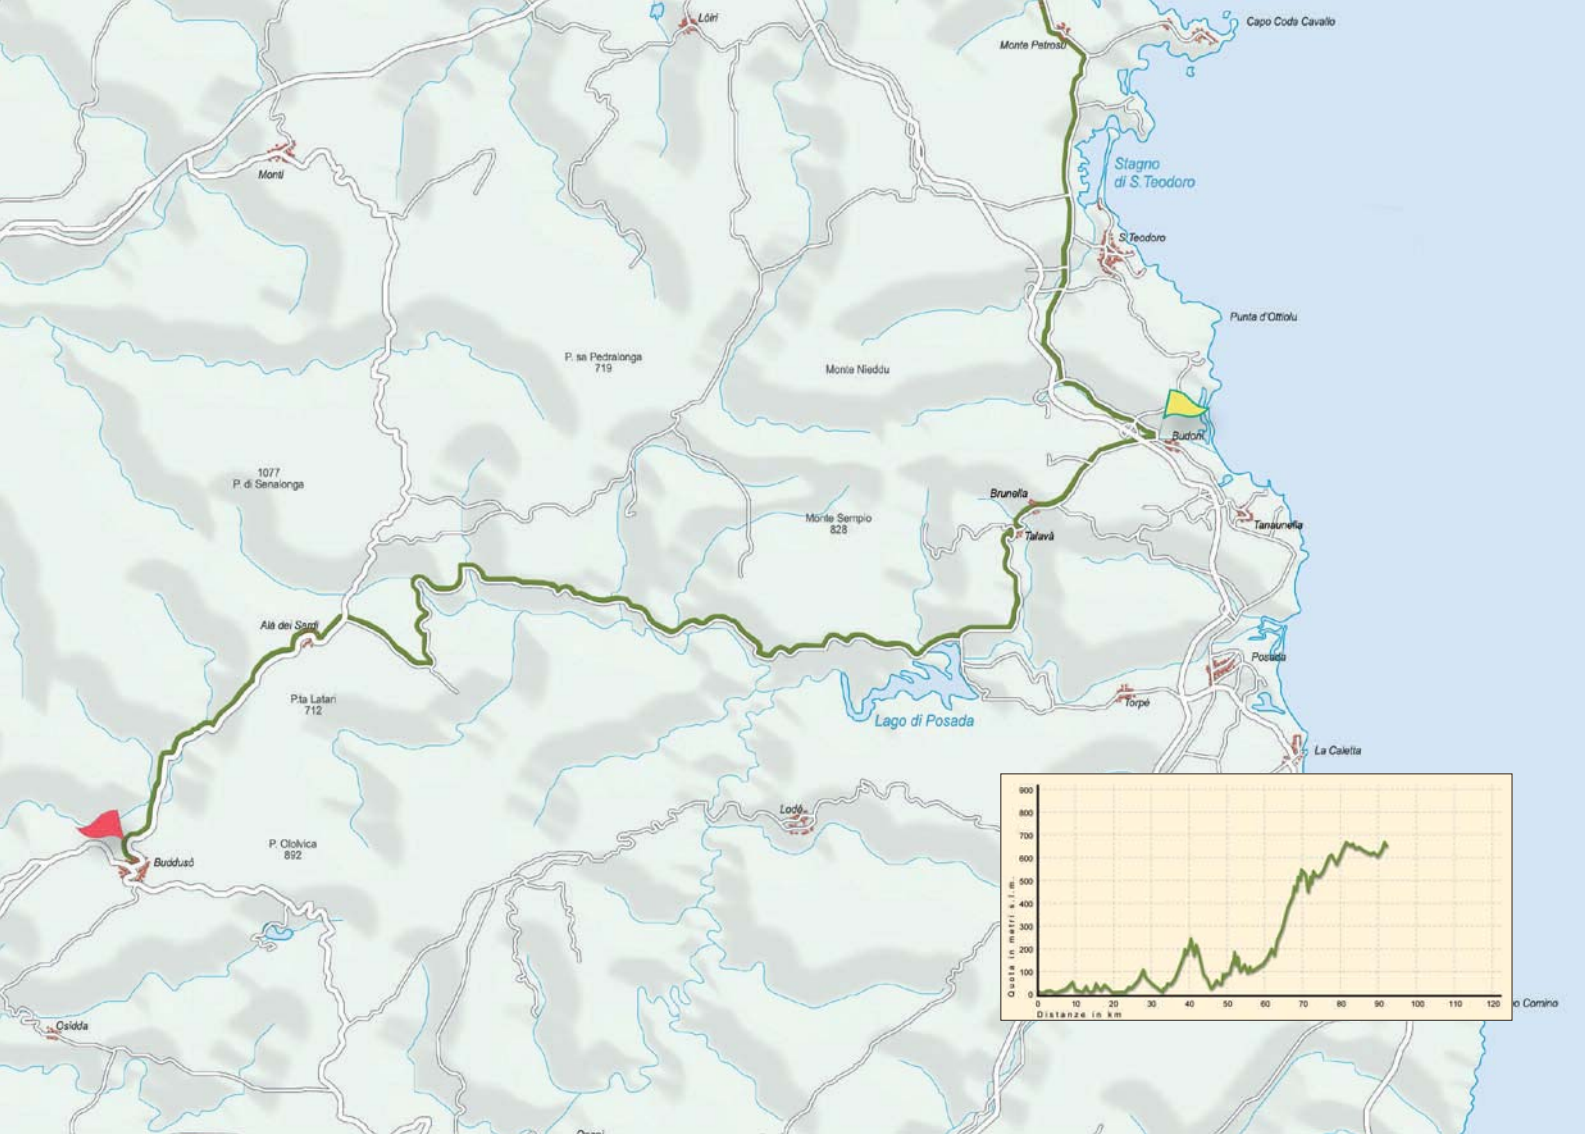 Lòiri
Capo Coda Cavallo
Monte Petrosu
Stagno
di S. Teodoro
Monti
S. Teodoro
Punta d'Ottiolu
P. sa Pedralonga
719
Monte Nieddu
Budoni
1077
P. di Senalonga
Brunella
Monte Sempio
828
Talavà
Tanaunella
Alà dei Sardi
Posada
P.ta Latari
712
Torpè
Lago di Posada
La Caletta
Lodè
P. Ololvica
892
Buddusò
Osidda
900
800
700
600
500
400
300
200
100
0
Quota in metri s.l.m.
0 10 20 30 40 50 60 70 80 90 100 110 120
Distanze in km
o Comino